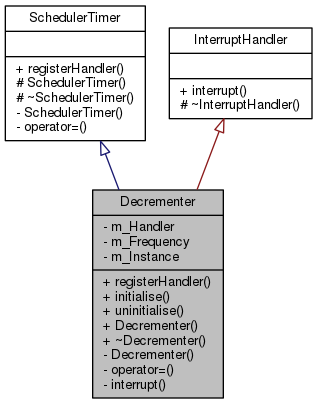 SchedulerTimer
+ registerHandler()
# SchedulerTimer()
# ~SchedulerTimer()
- SchedulerTimer()
- operator=()
InterruptHandler
+ interrupt()
# ~InterruptHandler()
Decrementer
- m_Handler
- m_Frequency
- m_Instance
+ registerHandler()
+ initialise()
+ uninitialise()
+ Decrementer()
+ ~Decrementer()
- Decrementer()
- operator=()
- interrupt()